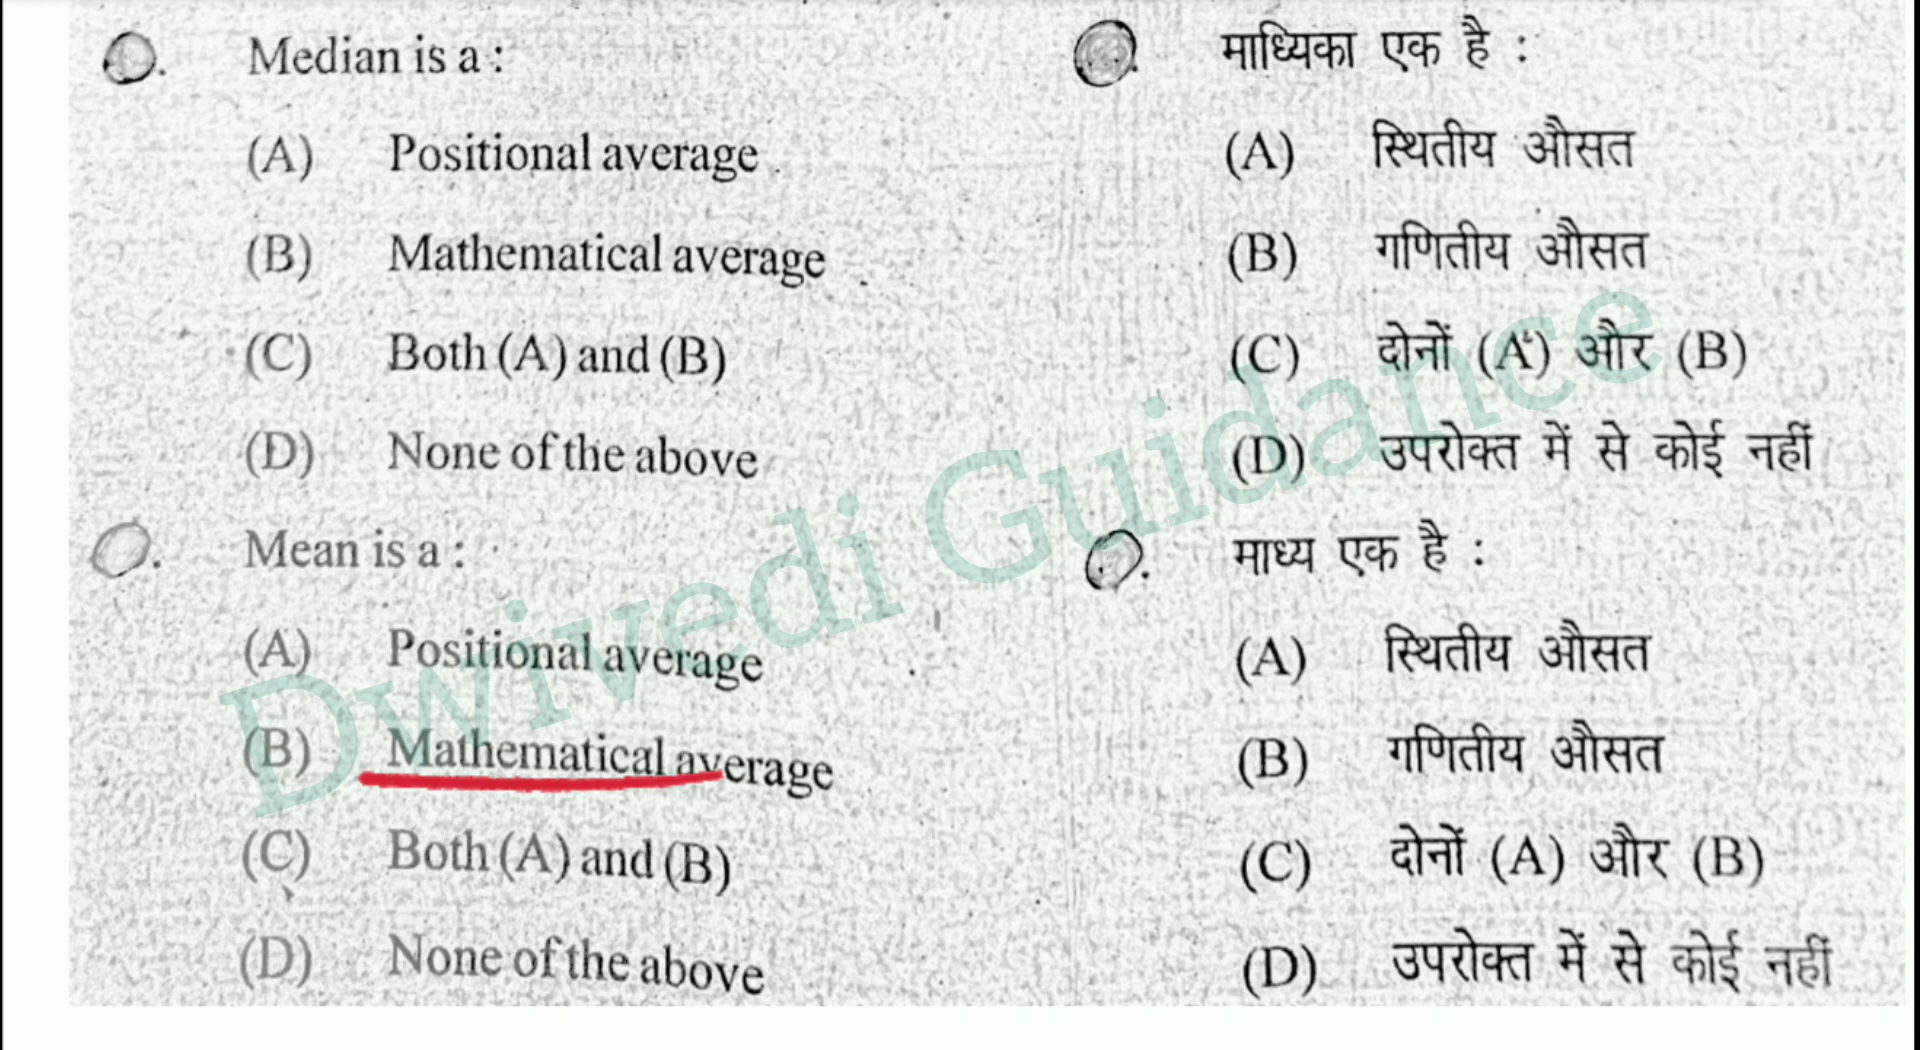 Median is a :
(A) Positional average
(B) Mathematical average
(C) Both (A) and (B)
(D) None of the above
Mean is a :
(A) Positional average
(B) Mathematical average
(C) Both (A) and (B)
(D) None of the above
माध्यिका एक है :
(A) स्थितीय औसत
(B) गणितीय औसत
(C) दोनों (A) और (B)
(D) उपरोक्त में से कोई नहीं
माध्य एक है :
(A) स्थितीय औसत
(B) गणितीय औसत
(C) दोनों (A) और (B)
(D) उपरोक्त में से कोई नहीं
Dwivedi Guidance